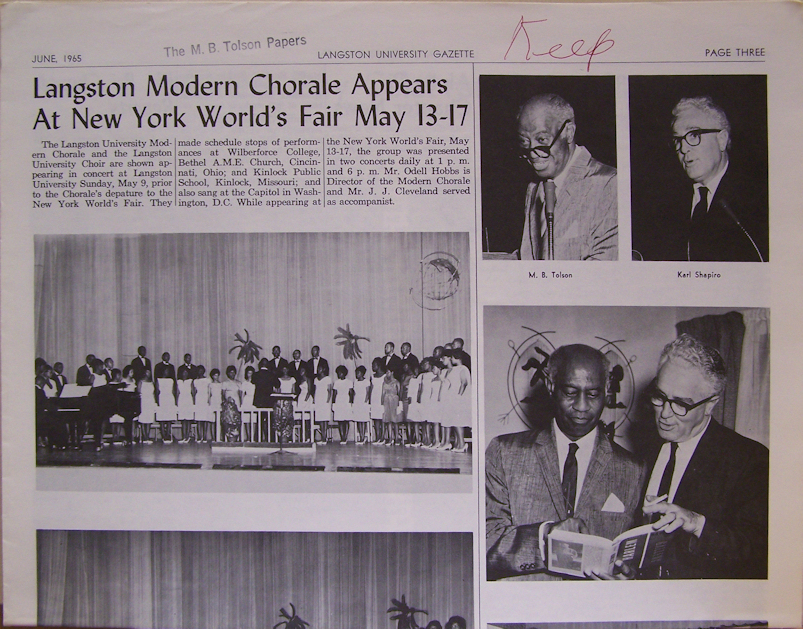 Keep
The M. B. Tolson Papers
JUNE, 1965
LANGSTON UNIVERSITY GAZETTE
PAGE THREE
Langston Modern Chorale Appears
At New York World's Fair May 13-17
The Langston University Mod-
ern Chorale and the Langston
University Choir are shown ap-
pearing in concert at Langston
University Sunday, May 9, prior
to the Chorale's depature to the
New York World's Fair. They
made schedule stops of perform-
ances at Wilberforce College,
Bethel A.M.E. Church, Cincin-
nati, Ohio; and Kinlock Public
School, Kinlock, Missouri; and
also sang at the Capitol in Wash-
ington, D.C. While appearing at
the New York World's Fair, May
13-17, the group was presented
in two concerts daily at 1 p. m.
and 6 p. m. Mr. Odell Hobbs is
Director of the Modern Chorale
and Mr. J. J. Cleveland served
as accompanist.
M. B. Tolson
Karl Shapiro
HARLEM